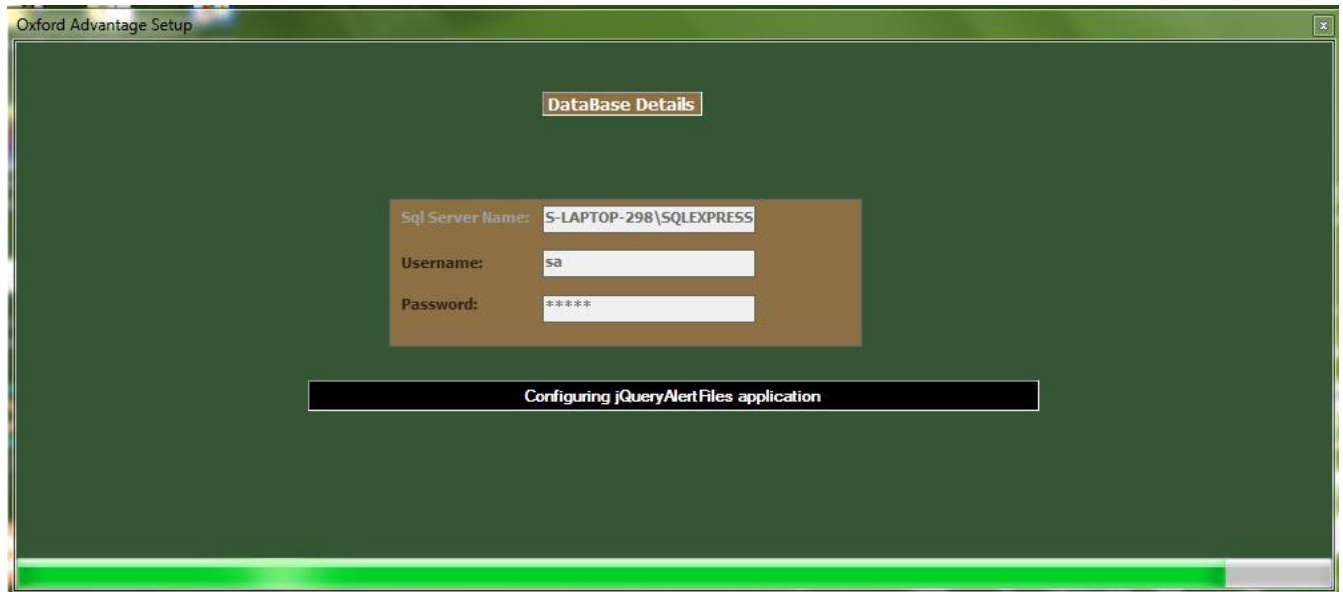 Oxford Advantage Setup
x
DataBase Details
Sql Server Name: S-LAPTOP-298\SQLEXPRESS
Username: sa
Password: *****
Configuring jQueryAlertFiles application